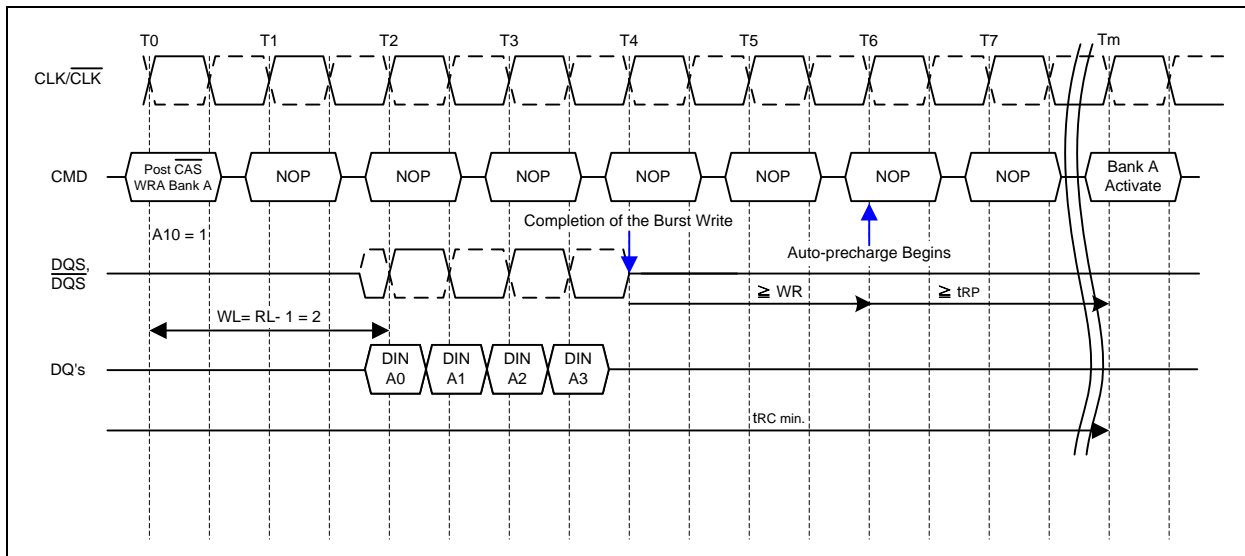 T0 T1 T2 T3 T4 T5 T6 T7 Tm
CLK/CLK
CMD
Post CAS
WRA Bank A
NOP NOP NOP NOP NOP NOP NOP
Bank A
Activate
A10 = 1
Completion of the Burst Write
Auto-precharge Begins
DQS,
DQS
≧ WR
≧ tRP
WL= RL- 1 = 2
DQ's
DIN
A0
DIN
A1
DIN
A2
DIN
A3
tRC min.